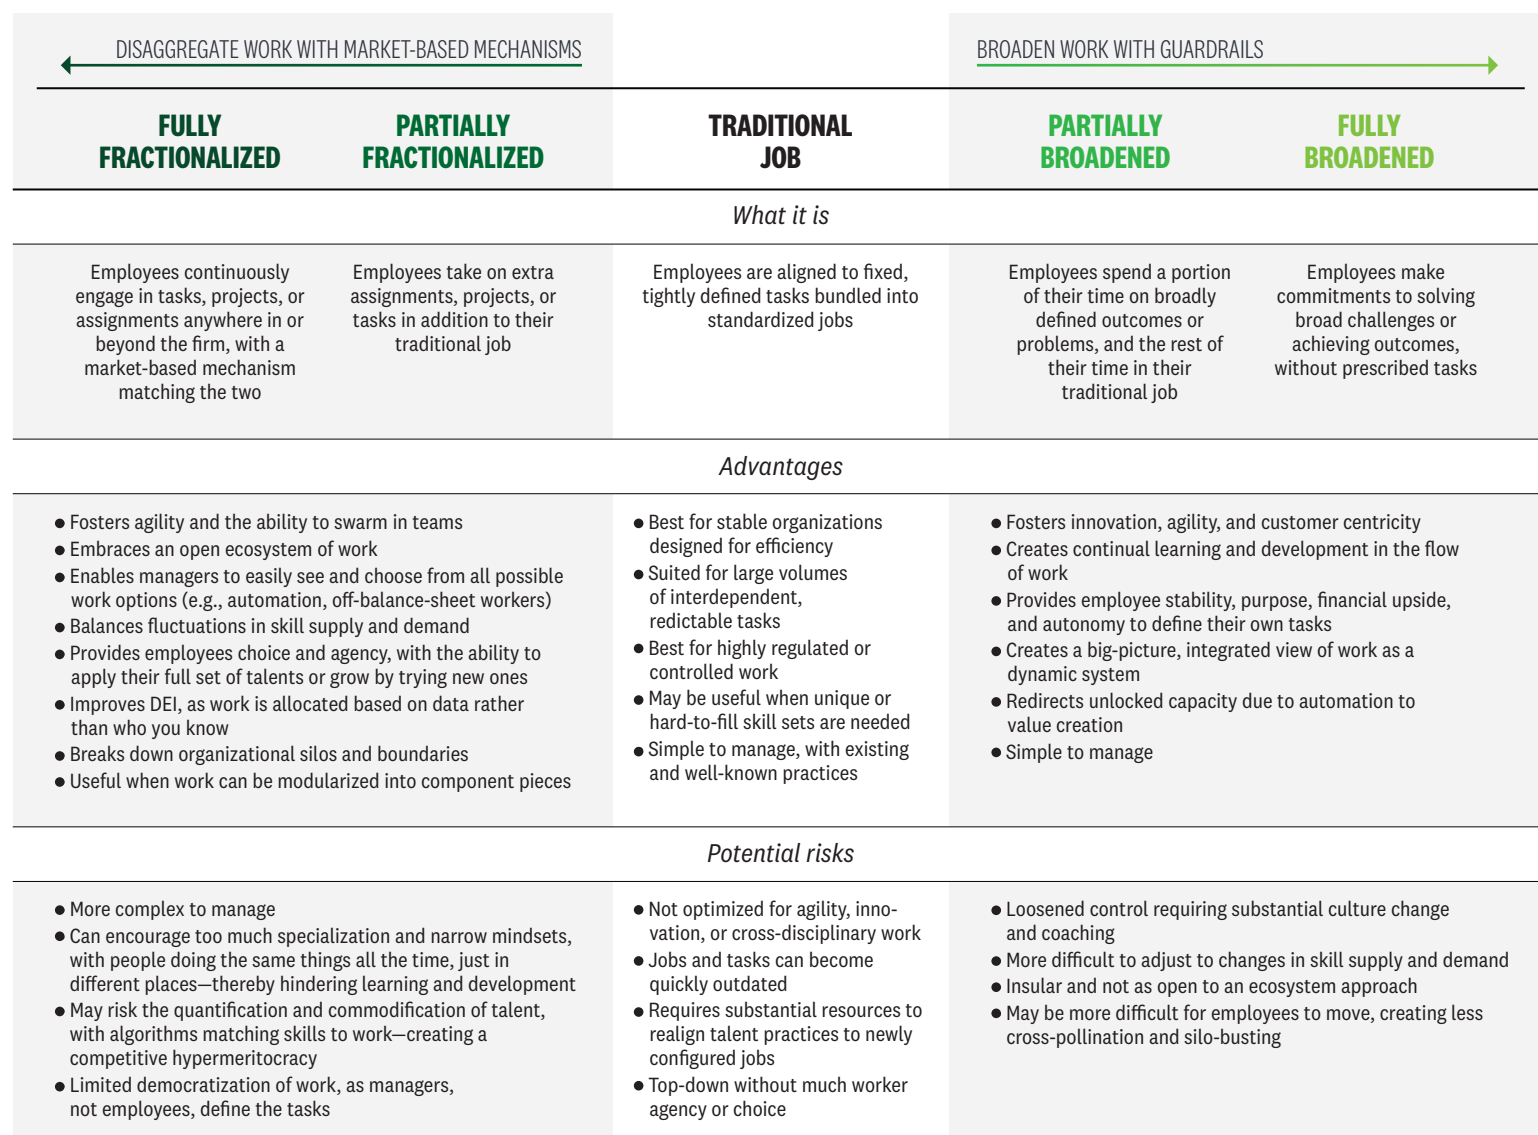 DISAGGREGATE WORK WITH MARKET-BASED MECHANISMS
BROADEN WORK WITH GUARDRAILS
FULLY
FRACTIONALIZED
PARTIALLY
FRACTIONALIZED
TRADITIONAL
JOB
PARTIALLY
BROADENED
FULLY
BROADENED
What it is
Employees continuously
engage in tasks, projects, or
assignments anywhere in or
beyond the firm, with a
market-based mechanism
matching the two
Employees take on extra
assignments, projects, or
tasks in addition to their
traditional job
Employees are aligned to fixed,
tightly defined tasks bundled into
standardized jobs
Employees spend a portion
of their time on broadly
defined outcomes or
problems, and the rest of
their time in their
traditional job
Employees make
commitments to solving
broad challenges or
achieving outcomes,
without prescribed tasks
Advantages
● Fosters agility and the ability to swarm in teams
● Embraces an open ecosystem of work
● Enables managers to easily see and choose from all possible
work options (e.g., automation, off-balance-sheet workers)
● Balances fluctuations in skill supply and demand
● Provides employees choice and agency, with the ability to
apply their full set of talents or grow by trying new ones
● Improves DEI, as work is allocated based on data rather
than who you know
● Breaks down organizational silos and boundaries
● Useful when work can be modularized into component pieces
● Best for stable organizations
designed for efficiency
● Suited for large volumes
of interdependent,
redictable tasks
● Best for highly regulated or
controlled work
● May be useful when unique or
hard-to-fill skill sets are needed
● Simple to manage, with existing
and well-known practices
● Fosters innovation, agility, and customer centricity
● Creates continual learning and development in the flow
of work
● Provides employee stability, purpose, financial upside,
and autonomy to define their own tasks
● Creates a big-picture, integrated view of work as a
dynamic system
● Redirects unlocked capacity due to automation to
value creation
● Simple to manage
Potential risks
● More complex to manage
● Can encourage too much specialization and narrow mindsets,
with people doing the same things all the time, just in
different places—thereby hindering learning and development
● May risk the quantification and commodification of talent,
with algorithms matching skills to work—creating a
competitive hypermeritocracy
● Limited democratization of work, as managers,
not employees, define the tasks
● Not optimized for agility, inno-
vation, or cross-disciplinary work
● Jobs and tasks can become
quickly outdated
● Requires substantial resources to
realign talent practices to newly
configured jobs
● Top-down without much worker
agency or choice
● Loosened control requiring substantial culture change
and coaching
● More difficult to adjust to changes in skill supply and demand
● Insular and not as open to an ecosystem approach
● May be more difficult for employees to move, creating less
cross-pollination and silo-busting